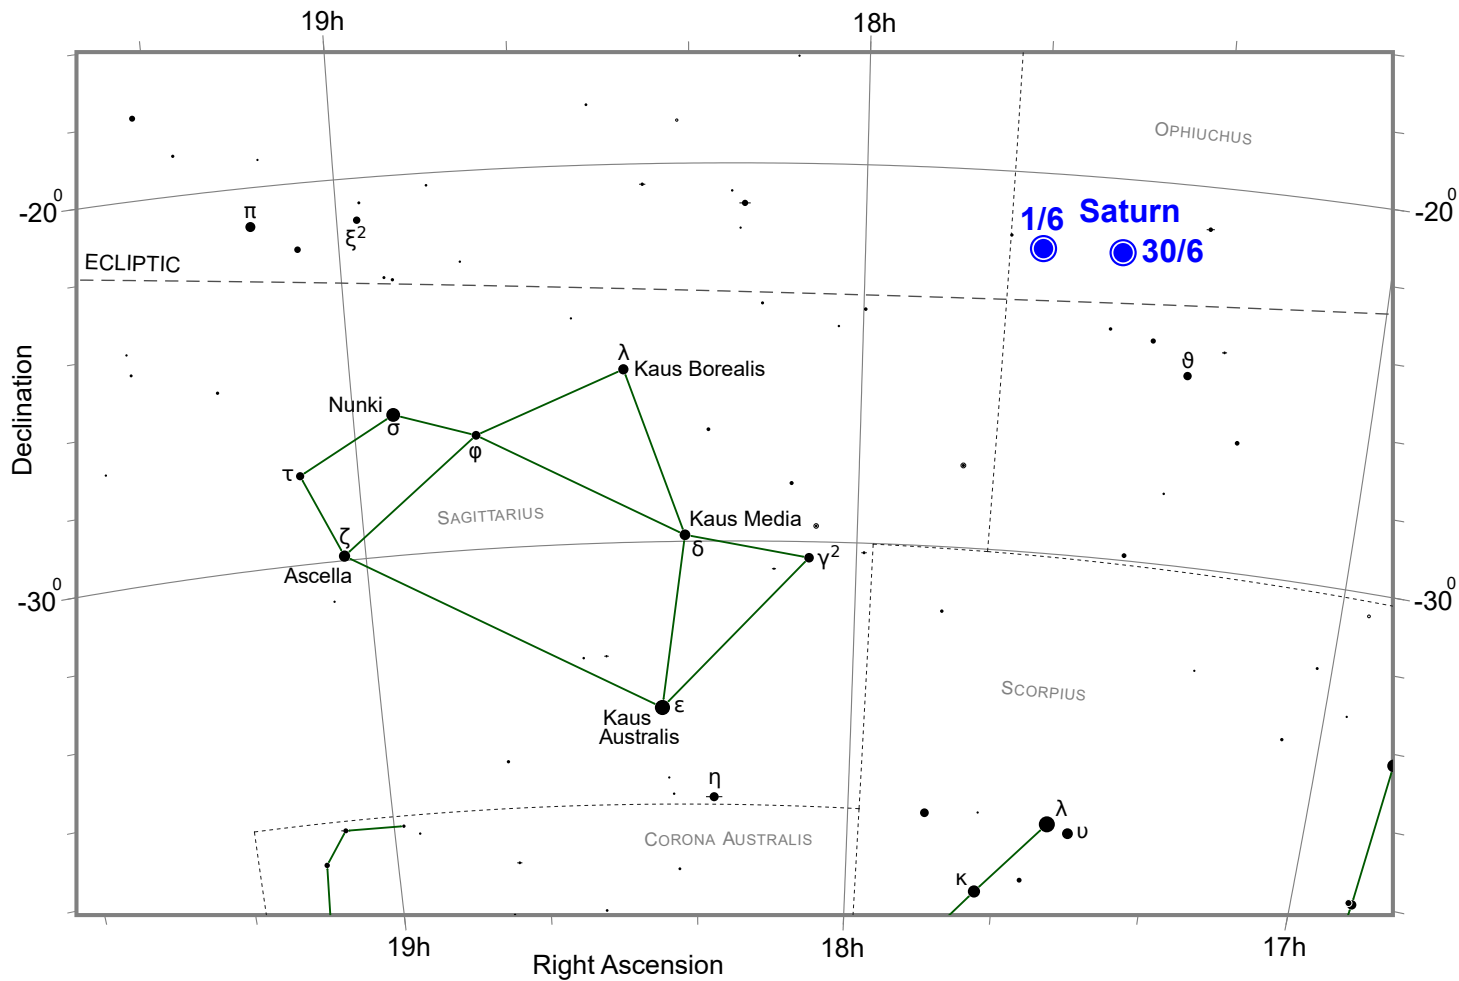 19h
18h
OPHIUCHUS
-20⁰
π
ξ²
1/6
Saturn
30/6
-20⁰
ECLIPTIC
λ
Kaus Borealis
ϑ
Nunki
σ
φ
τ
Declination
SAGITTARIUS
Kaus Media
ζ
δ
γ²
Ascella
-30⁰
-30⁰
SCORPIUS
ε
Kaus
Australis
η
λ
υ
CORONA AUSTRALIS
κ
19h
18h
17h
Right Ascension